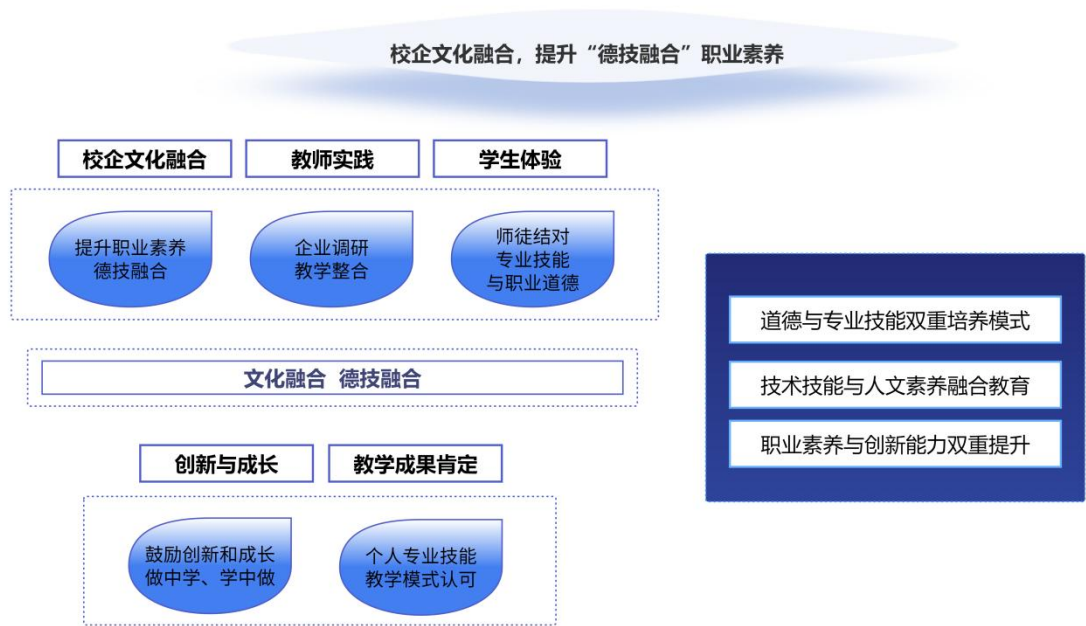 校企文化融合，提升“德技融合”职业素养
校企文化融合
教师实践
学生体验
提升职业素养
德技融合
企业调研
教学整合
师徒结对
专业技能
与职业道德
文化融合 德技融合
创新与成长
教学成果肯定
鼓励创新和成长
做中学、学中做
个人专业技能
教学模式认可
道德与专业技能双重培养模式
技术技能与人文素养融合教育
职业素养与创新能力双重提升